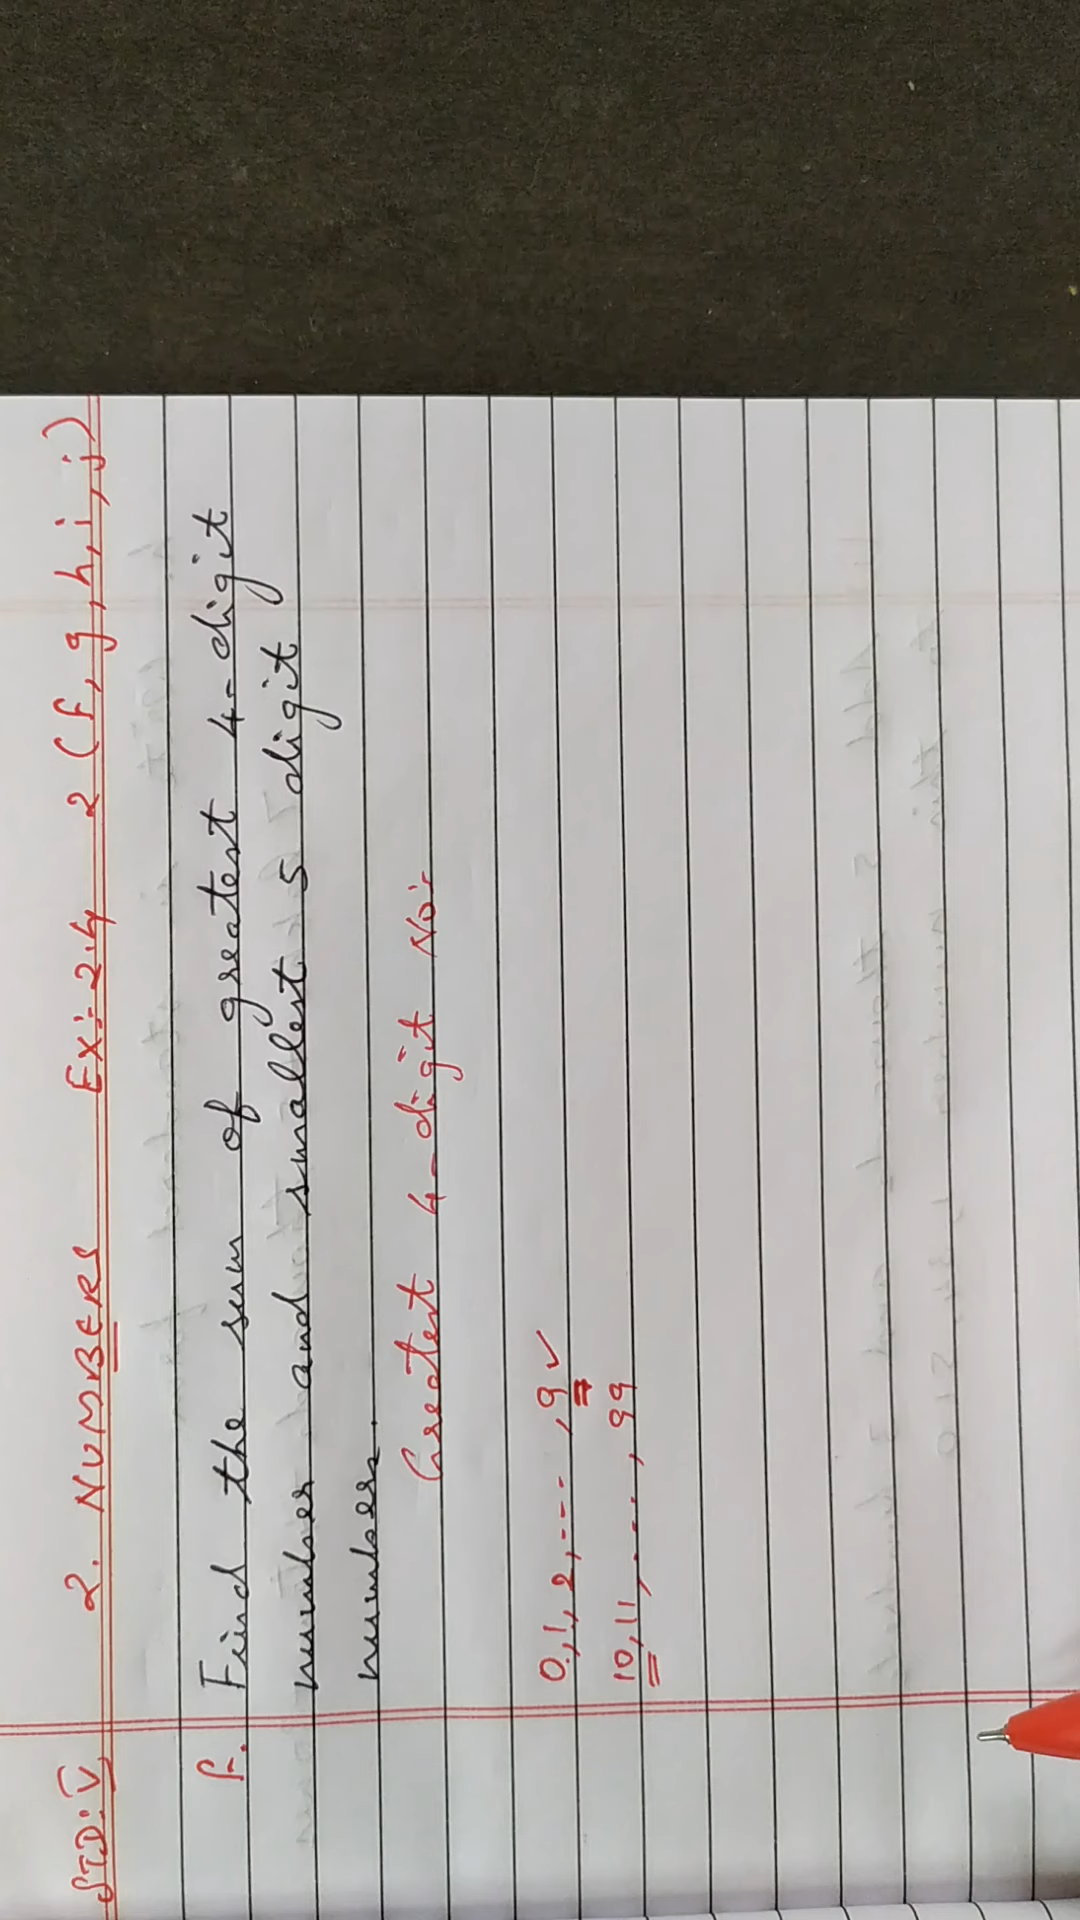 STD: V 2. NUMBERS Ex:- 2.4 2 (f, g, h, i, j)
f. Find the sum of greatest 4-digit
number and smallest 5 digit
numbers.
Greatest 4-digit No:-
0, 1, 2, --- , 9 ✓
10, 11, ---, 99